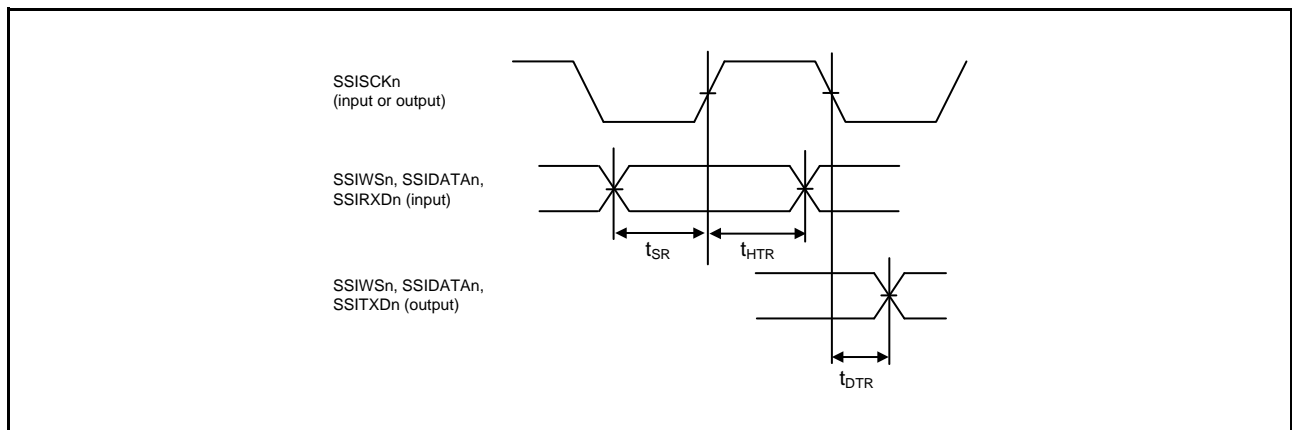 SSISCKn
(input or output)
SSIWSn, SSIDATAn,
SSIRXDn (input)
tSR
tHTR
SSIWSn, SSIDATAn,
SSITXDn (output)
tDTR